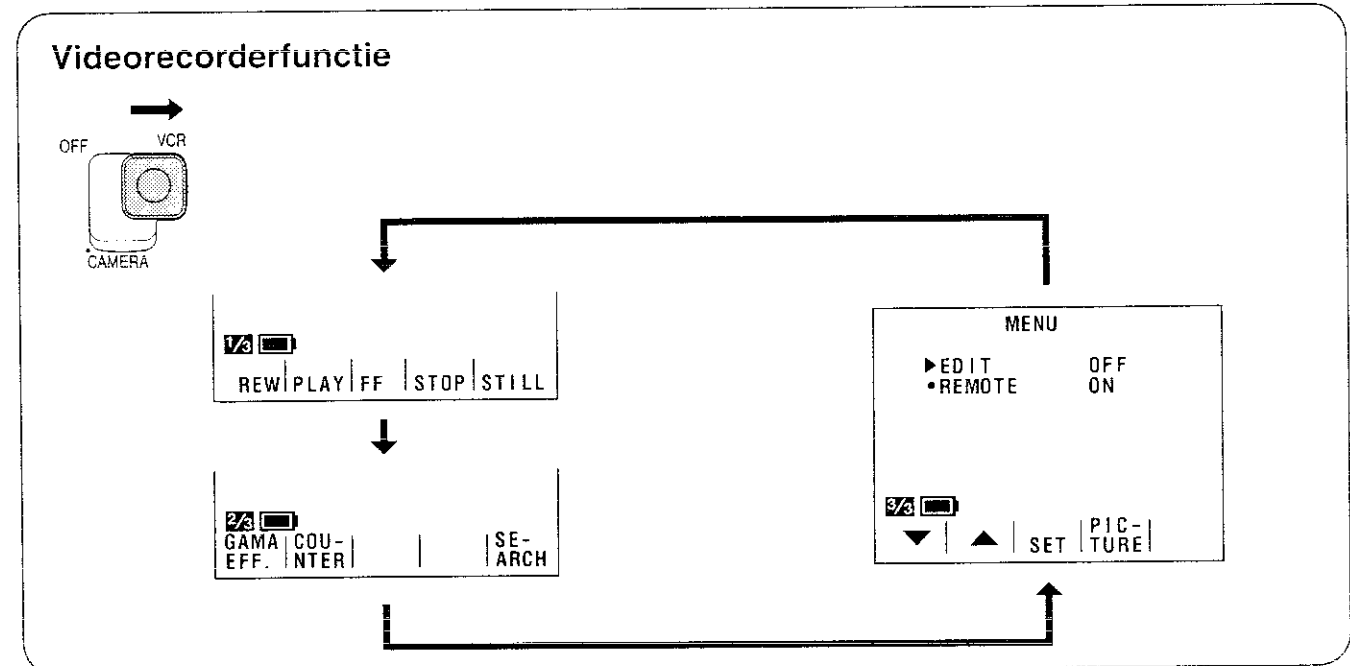 Videorecorderfunctie
OFF VCR
CAMERA
1/3
REW PLAY FF STOP STILL
2/3
GAMA COU- SE-
EFF. NTER ARCH
MENU
▶EDIT OFF
•REMOTE ON
3/3
▼ ▲ SET PIC-
TURE